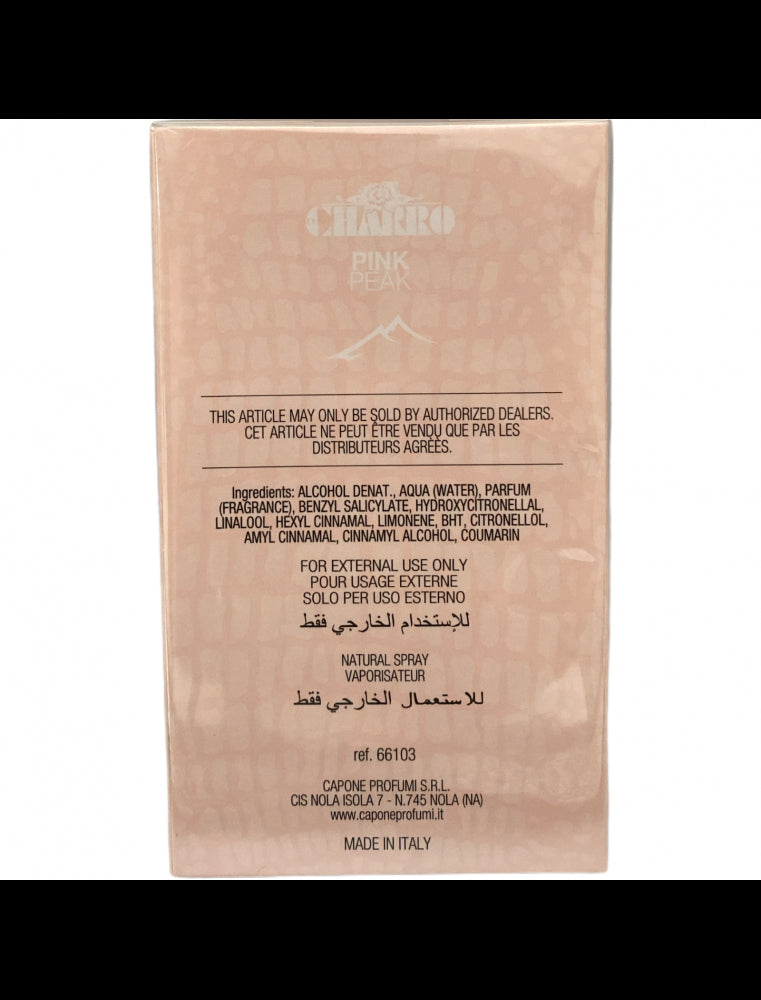 CHARRO
PINK
PEAK
THIS ARTICLE MAY ONLY BE SOLD BY AUTHORIZED DEALERS.
CET ARTICLE NE PEUT ÊTRE VENDU QUE PAR LES
DISTRIBUTEURS AGRÈÈS.
Ingredients: ALCOHOL DENAT., AQUA (WATER), PARFUM
(FRAGRANCE), BENZYL SALICYLATE, HYDROXYCITRONELLAL,
LINALOOL, HEXYL CINNAMAL, LIMONENE, BHT, CITRONELLOL,
AMYL CINNAMAL, CINNAMYL ALCOHOL, COUMARIN
FOR EXTERNAL USE ONLY
POUR USAGE EXTERNE
SOLO PER USO ESTERNO
للإستخدام الخارجي فقط
NATURAL SPRAY
VAPORISATEUR
للاستعمال الخارجي فقط
ref. 66103
CAPONE PROFUMI S.R.L.
CIS NOLA ISOLA 7 - N.745 NOLA (NA)
www.caponeprofumi.it
MADE IN ITALY